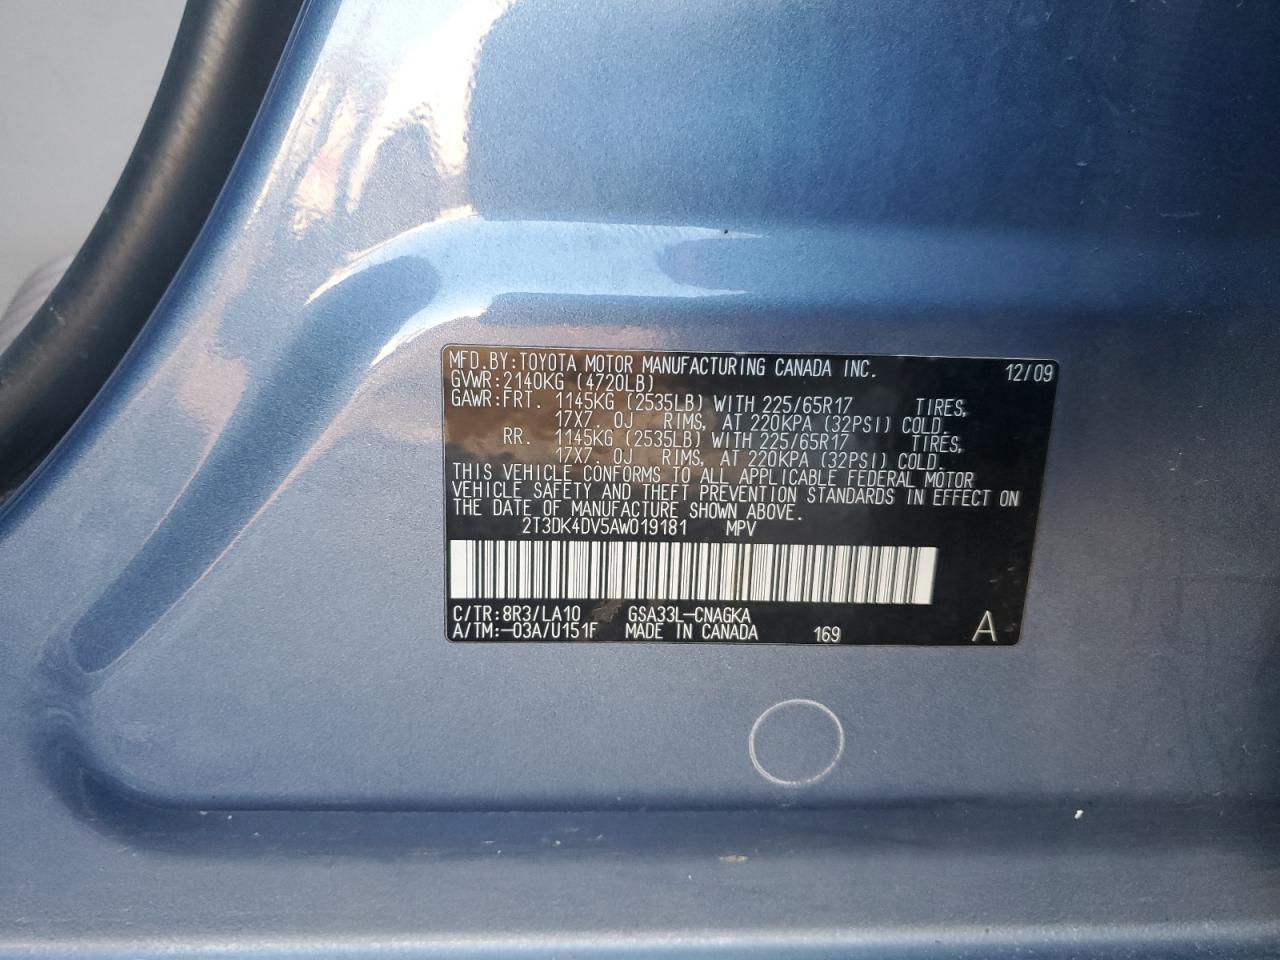 MFD.BY:TOYOTA MOTOR MANUFACTURING CANADA INC. 12/09
GVWR:2140KG (4720LB)
GAWR:FRT. 1145KG (2535LB) WITH 225/65R17 TIRES,
17X7. 0J RIMS, AT 220KPA (32PSI) COLD.
RR. 1145KG (2535LB) WITH 225/65R17 TIRES,
17X7. 0J RIMS, AT 220KPA (32PSI) COLD.
THIS VEHICLE CONFORMS TO ALL APPLICABLE FEDERAL MOTOR
VEHICLE SAFETY AND THEFT PREVENTION STANDARDS IN EFFECT ON
THE DATE OF MANUFACTURE SHOWN ABOVE.
2T3DK4DV5AW019181 MPV
C/TR:8R3/LA10 GSA33L-CNAGKA
A/TM:-03A/U151F MADE IN CANADA 169 A